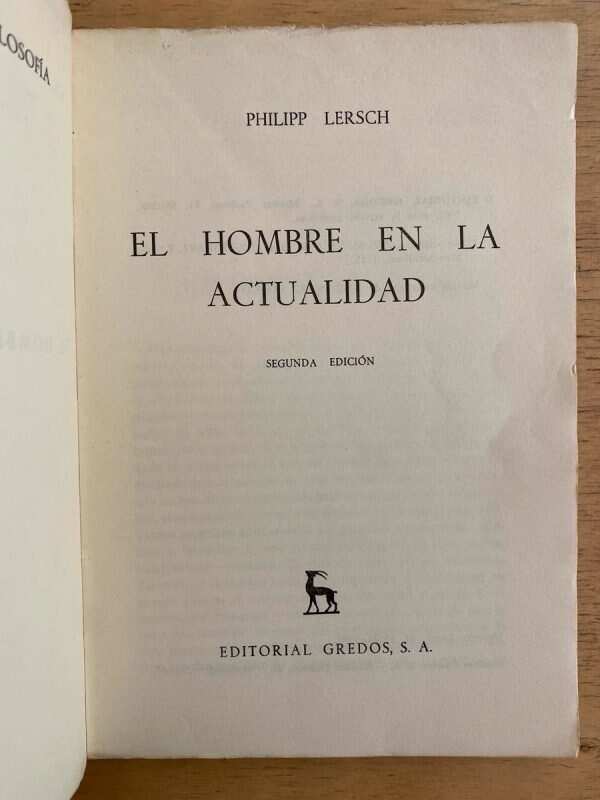 LOSOFÍA
PHILIPP LERSCH
EL HOMBRE EN LA
ACTUALIDAD
SEGUNDA EDICIÓN
EDITORIAL GREDOS, S. A.